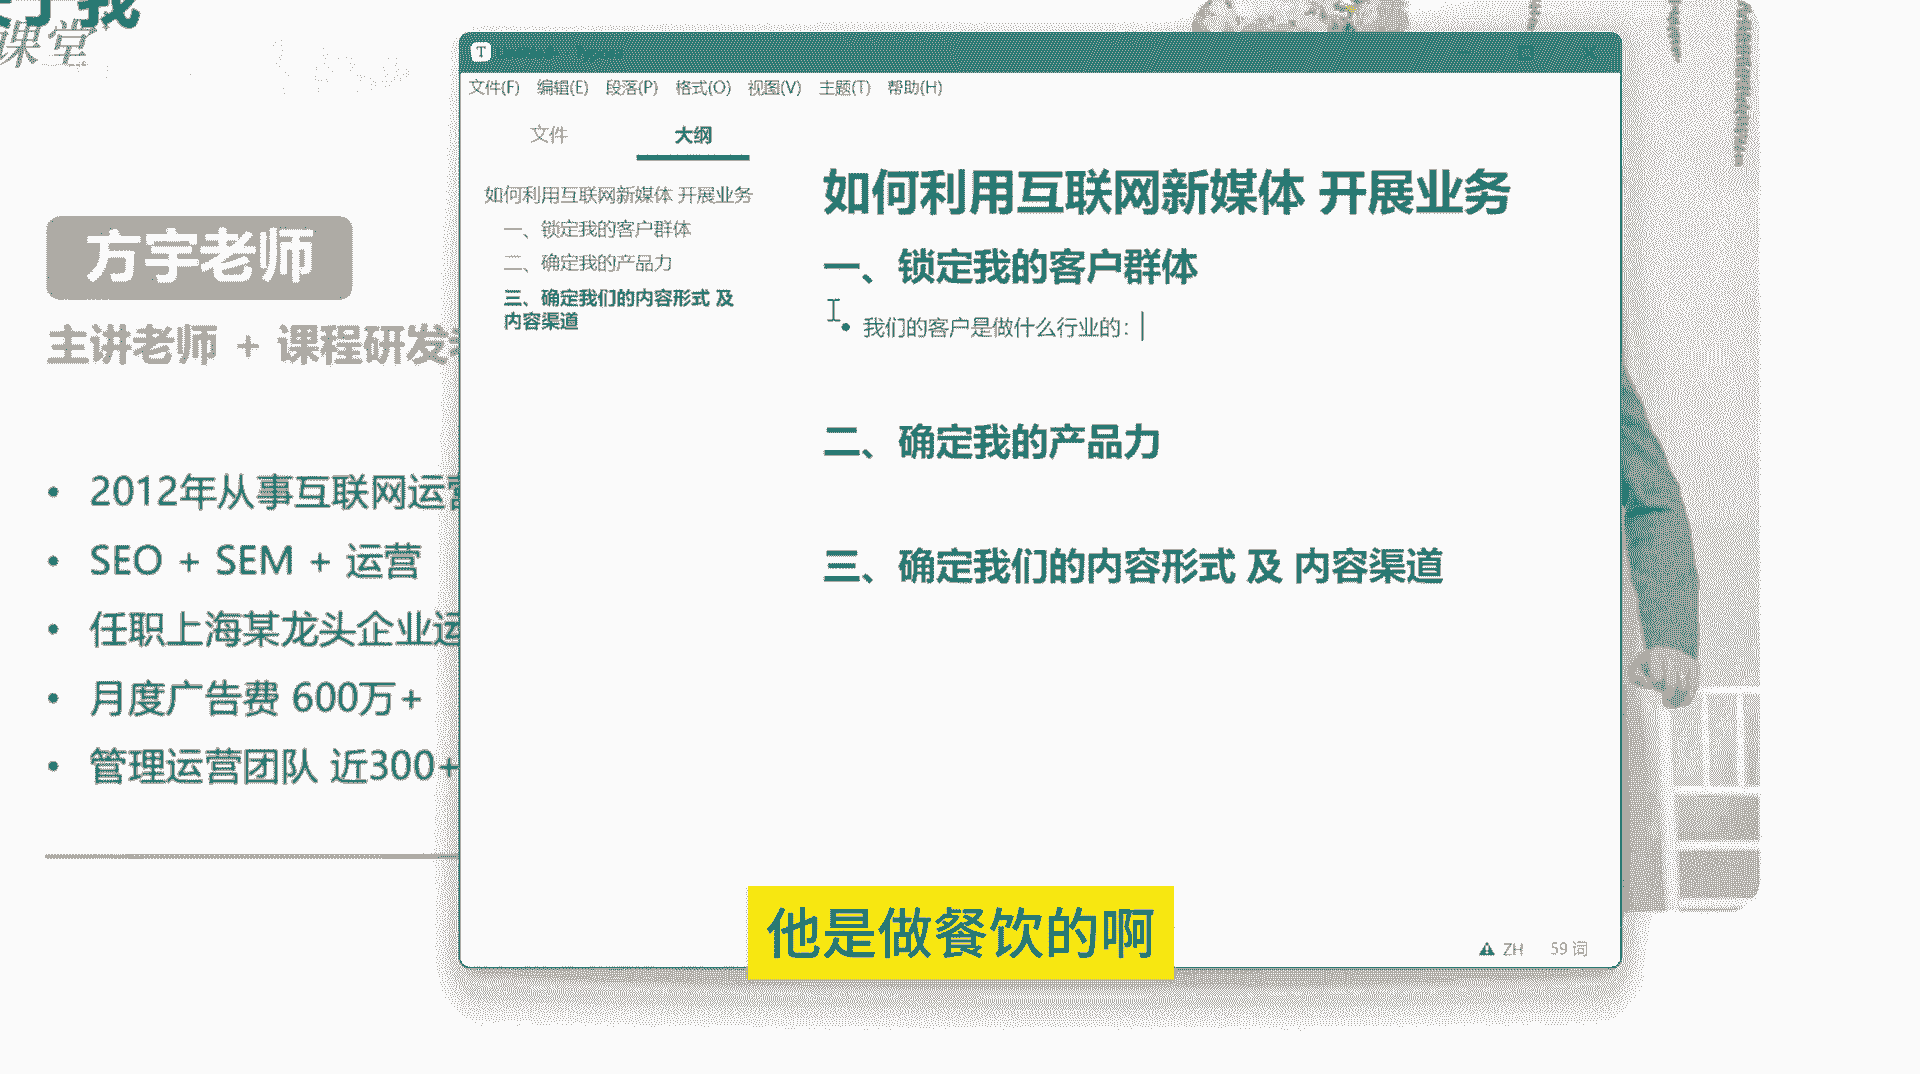 课堂
方宇老师
主讲老师 + 课程研发
2012年从事互联网运营
SEO + SEM + 运营
任职上海某龙头企业运
月度广告费 600万+
管理运营团队 近300+
T
文件(F) 编辑(E) 段落(P) 格式(O) 视图(V) 主题(T) 帮助(H)
文件 大纲
如何利用互联网新媒体 开展业务
一、锁定我的客户群体
二、确定我的产品力
三、确定我们的内容形式 及
内容渠道
如何利用互联网新媒体 开展业务
一、锁定我的客户群体
我们的客户是做什么行业的：
二、确定我的产品力
三、确定我们的内容形式 及 内容渠道
ZH 59 词
他是做餐饮的啊